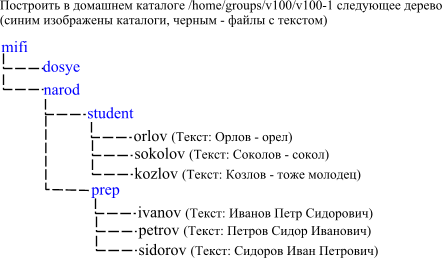 Построить в домашнем каталоге /home/groups/v100/v100-1 следующее дерево
(синим изображены каталоги, черным - файлы с текстом)
mifi
dosye
narod
student
orlov (Текст: Орлов - орел)
sokolov (Текст: Соколов - сокол)
kozlov (Текст: Козлов - тоже молодец)
prep
ivanov (Текст: Иванов Петр Сидорович)
petrov (Текст: Петров Сидор Иванович)
sidorov (Текст: Сидоров Иван Петрович)